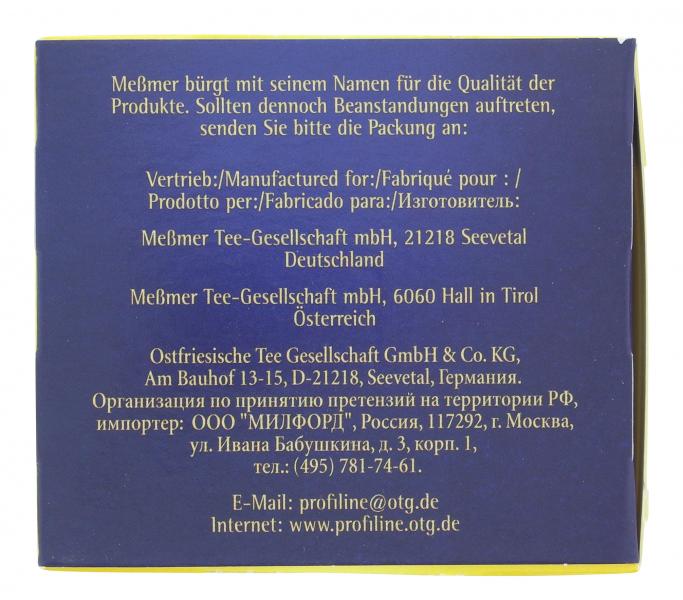 Meßmer bürgt mit seinem Namen für die Qualität der
Produkte. Sollten dennoch Beanstandungen auftreten,
senden Sie bitte die Packung an:
Vertrieb:/Manufactured for:/Fabriqué pour : /
Prodotto per:/Fabricado para:/Изготовитель:
Meßmer Tee-Gesellschaft mbH, 21218 Seevetal
Deutschland
Meßmer Tee-Gesellschaft mbH, 6060 Hall in Tirol
Österreich
Ostfriesische Tee Gesellschaft GmbH & Co. KG,
Am Bauhof 13-15, D-21218, Seevetal, Германия.
Организация по принятию претензий на территории РФ,
импортер: ООО "МИЛФОРД", Россия, 117292, г. Москва,
ул. Ивана Бабушкина, д. 3, корп. 1,
тел.: (495) 781-74-61.
E-Mail: profiline@otg.de
Internet: www.profiline.otg.de